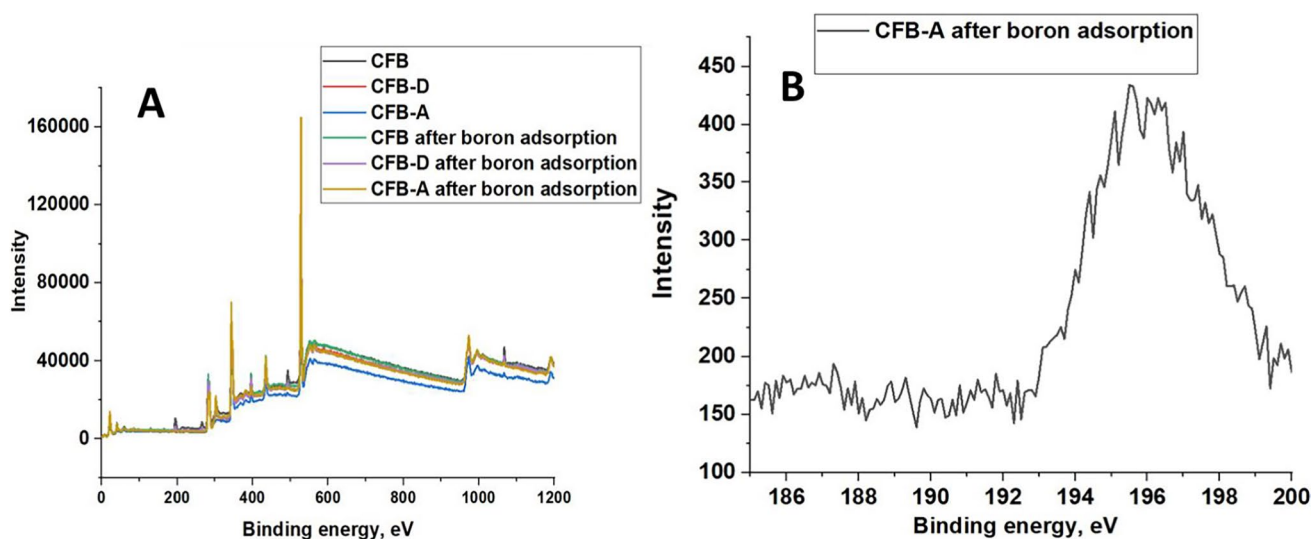 A
CFB
CFB-D
CFB-A
CFB after boron adsorption
CFB-D after boron adsorption
CFB-A after boron adsorption
160000
120000
80000
40000
0
Intensity
0 200 400 600 800 1000 1200
Binding energy, eV
B
CFB-A after boron adsorption
450
400
350
300
250
200
150
100
Intensity
186 188 190 192 194 196 198 200
Binding energy, eV